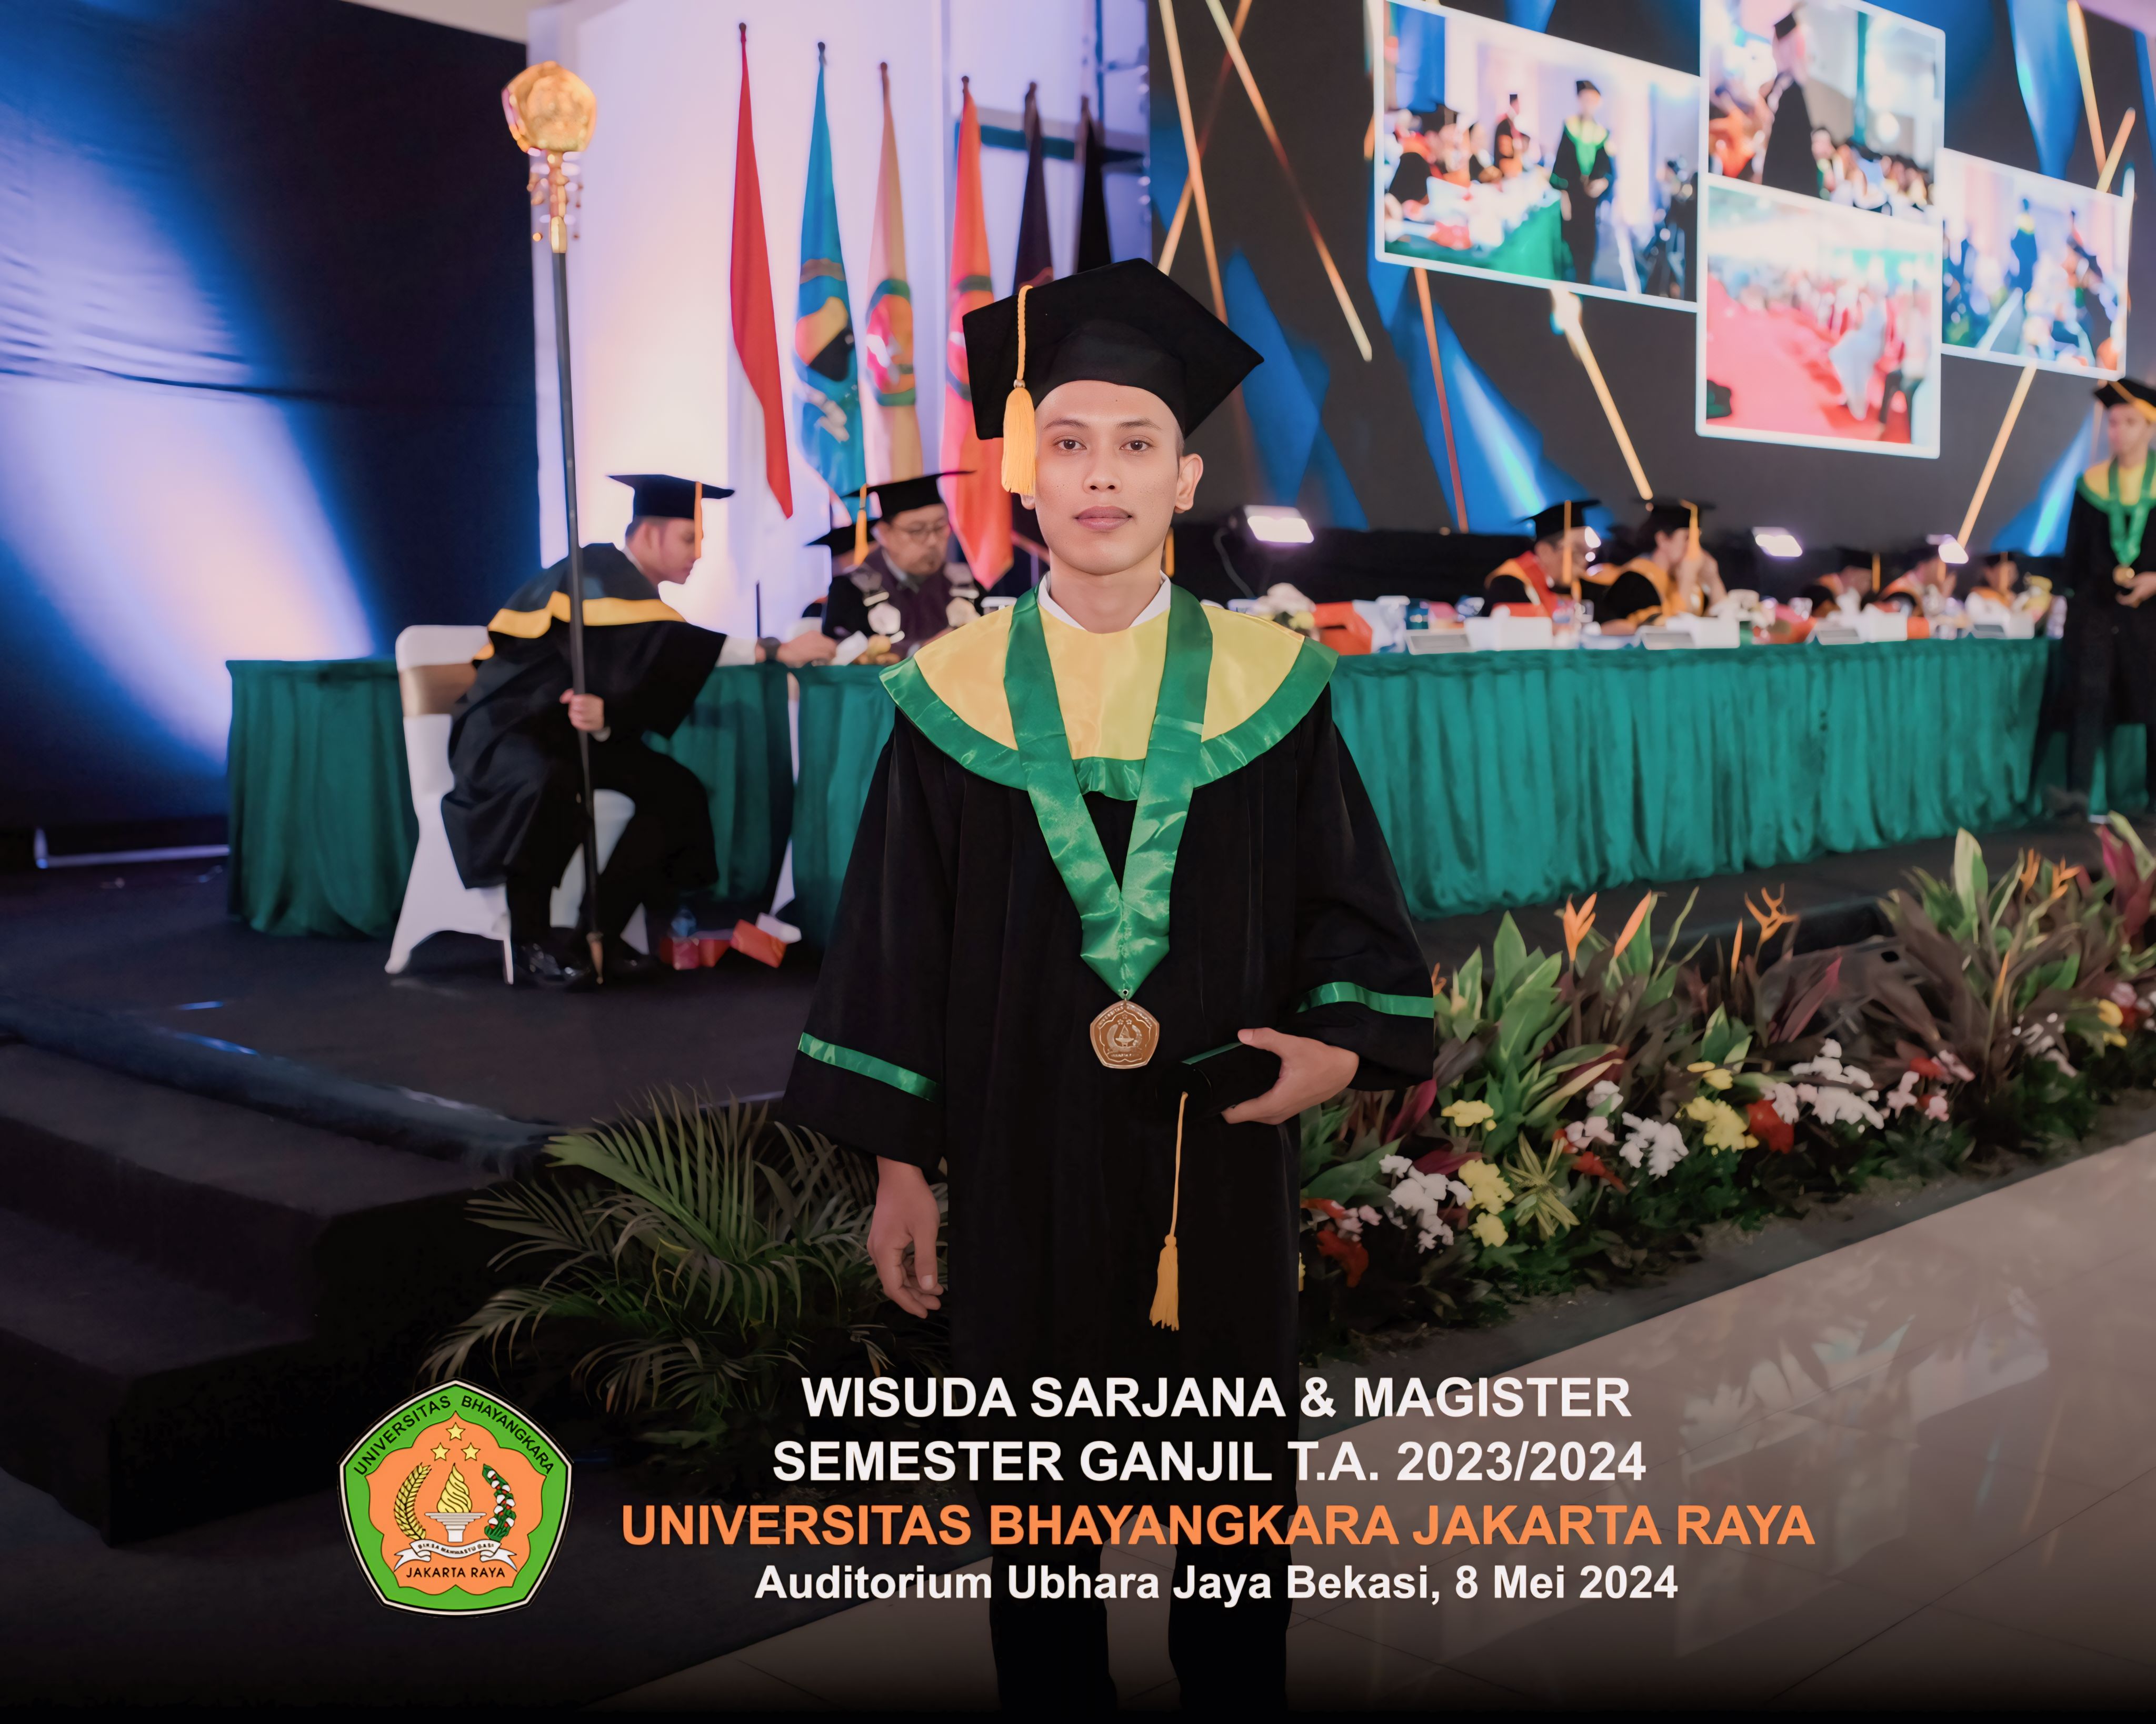 WISUDA SARJANA & MAGISTER
SEMESTER GANJIL T.A. 2023/2024
UNIVERSITAS BHAYANGKARA JAKARTA RAYA
Auditorium Ubhara Jaya Bekasi, 8 Mei 2024
UNIVERSITAS BHAYANGKARA
JAKARTA RAYA